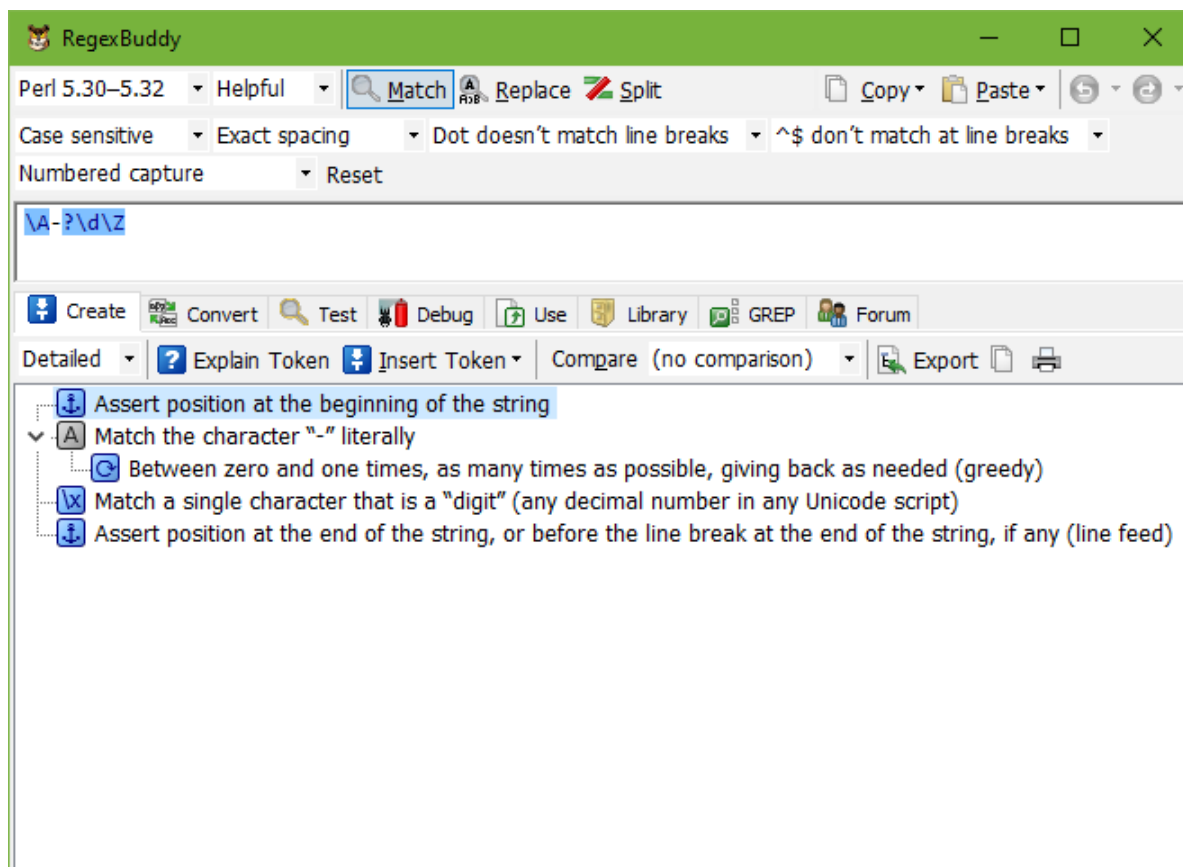 RegexBuddy
Perl 5.30–5.32 Helpful Match Replace Split Copy Paste
Case sensitive Exact spacing Dot doesn’t match line breaks ^$ don’t match at line breaks
Numbered capture Reset
\A-?\d\Z
Create Convert Test Debug Use Library GREP Forum
Detailed Explain Token Insert Token Compare (no comparison) Export
Assert position at the beginning of the string
A Match the character “-” literally
Between zero and one times, as many times as possible, giving back as needed (greedy)
\x Match a single character that is a “digit” (any decimal number in any Unicode script)
Assert position at the end of the string, or before the line break at the end of the string, if any (line feed)